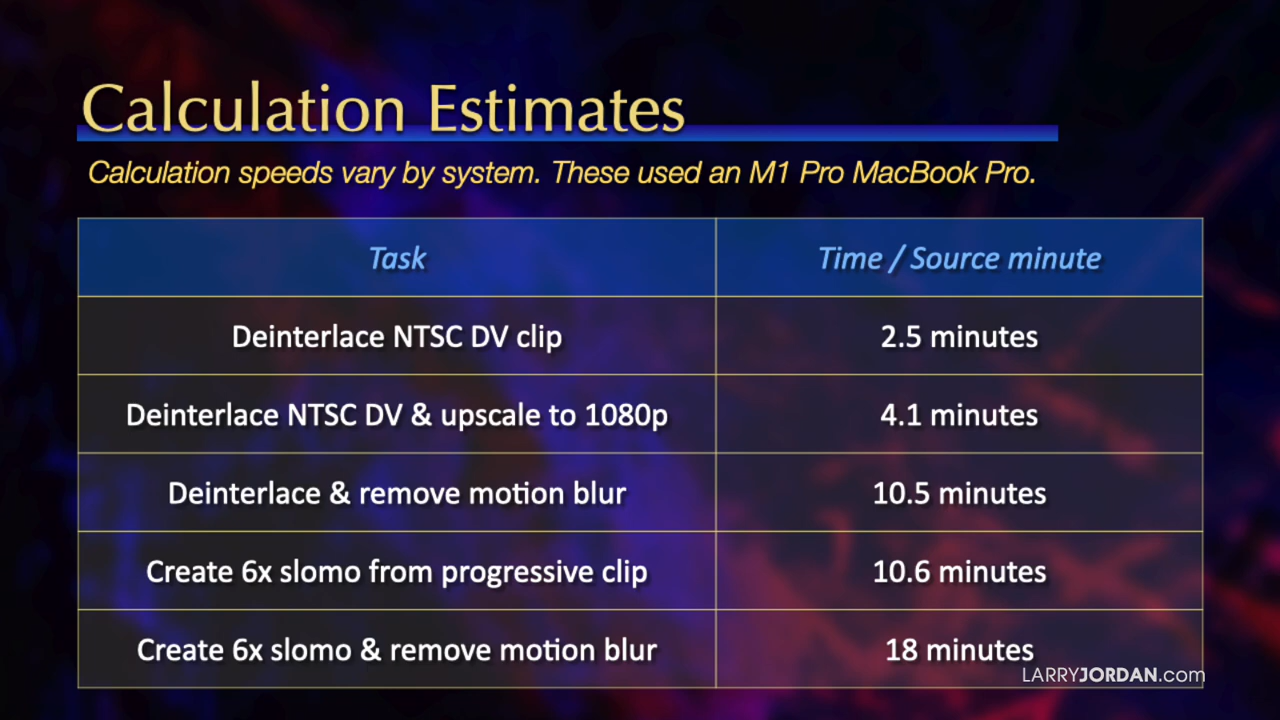 Calculation Estimates
Calculation speeds vary by system. These used an M1 Pro MacBook Pro.
Task Time / Source minute
Deinterlace NTSC DV clip 2.5 minutes
Deinterlace NTSC DV & upscale to 1080p 4.1 minutes
Deinterlace & remove motion blur 10.5 minutes
Create 6x slomo from progressive clip 10.6 minutes
Create 6x slomo & remove motion blur 18 minutes
LARRYJORDAN.com